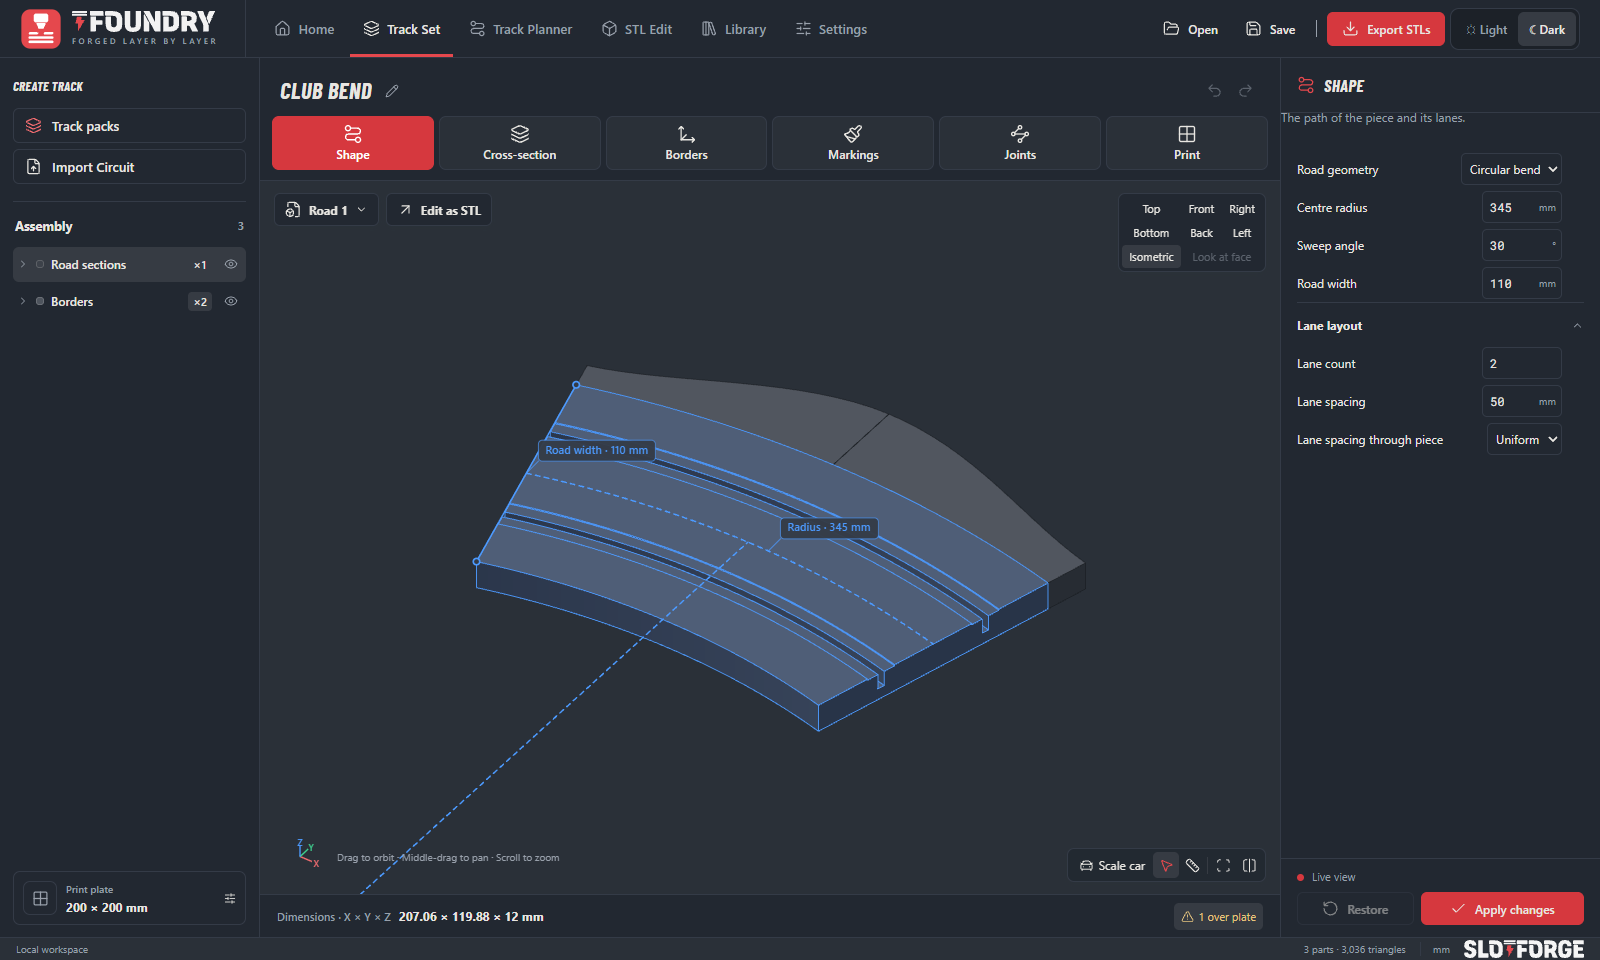 FOUNDRY
FORGED LAYER BY LAYER
Home
Track Set
Track Planner
STL Edit
Library
Settings
Open
Save
Export STLs
Light
Dark
CREATE TRACK
Track packs
Import Circuit
Assembly 3
Road sections ×1
Borders ×2
Print plate
200 × 200 mm
CLUB BEND
Shape
Cross-section
Borders
Markings
Joints
Print
Road 1
Edit as STL
Top Front Right
Bottom Back Left
Isometric Look at face
Road width · 110 mm
Radius · 345 mm
Z
Y
X
Drag to orbit · Middle-drag to pan · Scroll to zoom
Scale car
Dimensions · X × Y × Z 207.06 × 119.88 × 12 mm
1 over plate
SHAPE
The path of the piece and its lanes.
Road geometry Circular bend
Centre radius 345 mm
Sweep angle 30 °
Road width 110 mm
Lane layout
Lane count 2
Lane spacing 50 mm
Lane spacing through piece Uniform
Live view
Restore
Apply changes
Local workspace
3 parts · 3,036 triangles
mm
SLOTFORGE